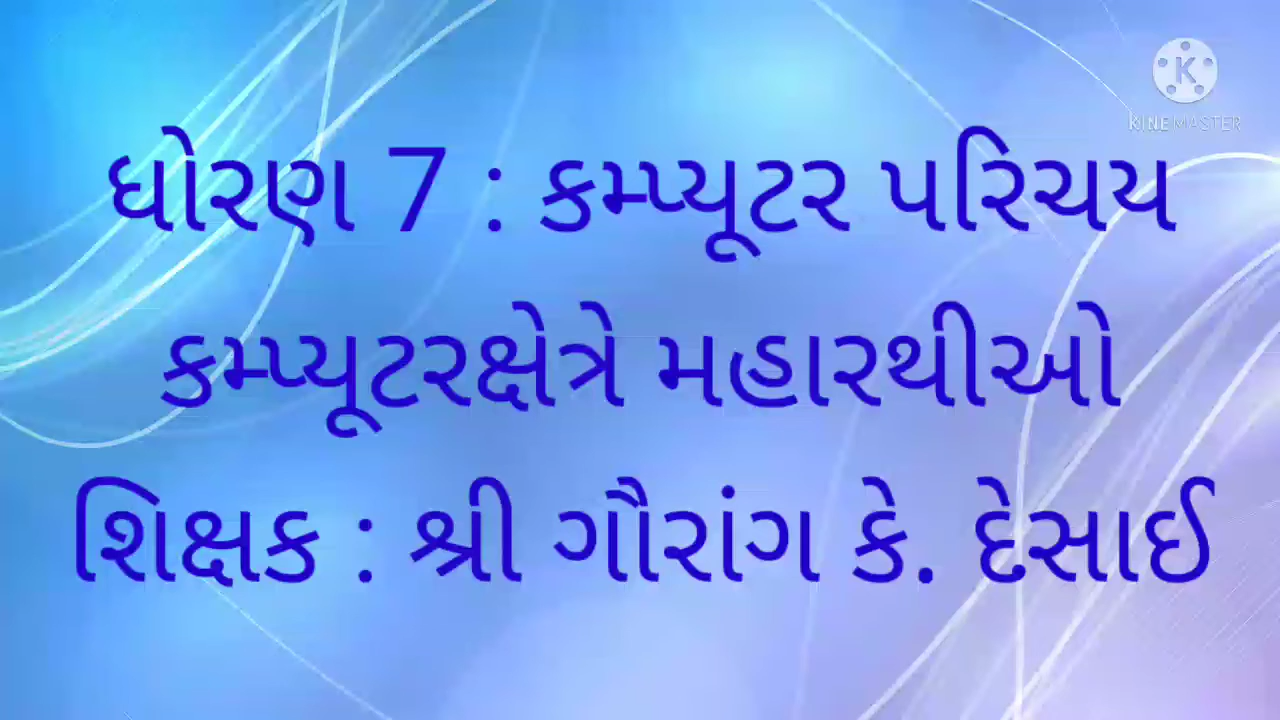 KINEMASTER
ધોરણ 7 : કમ્પ્યૂટર પરિચય
કમ્પ્યૂટરક્ષેત્રે મહારથીઓ
શિક્ષક : શ્રી ગૌરાંગ કે. દેસાઈ